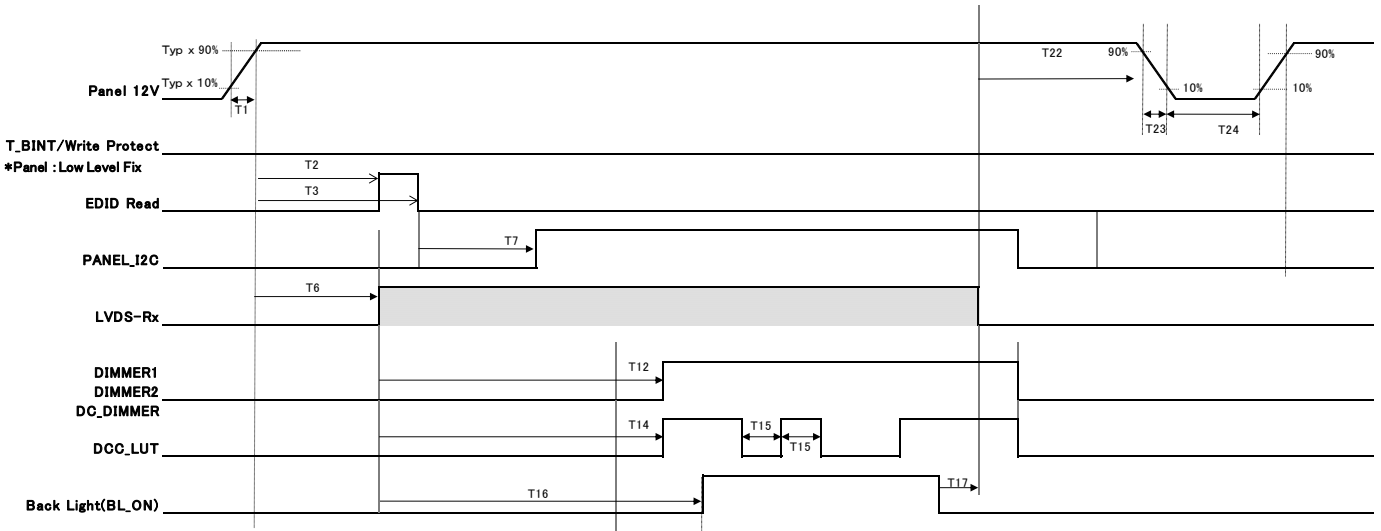 Typ x 90%
T22
90%
90%
Panel 12V
Typ x 10%
10%
10%
T1
T23
T24
T_BINT/Write Protect
*Panel : Low Level Fix
T2
T3
EDID Read
T7
PANEL_I2C
T6
LVDS-Rx
DIMMER1
T12
DIMMER2
DC_DIMMER
T14
T15
DCC_LUT
T15
T17
T16
Back Light(BL_ON)